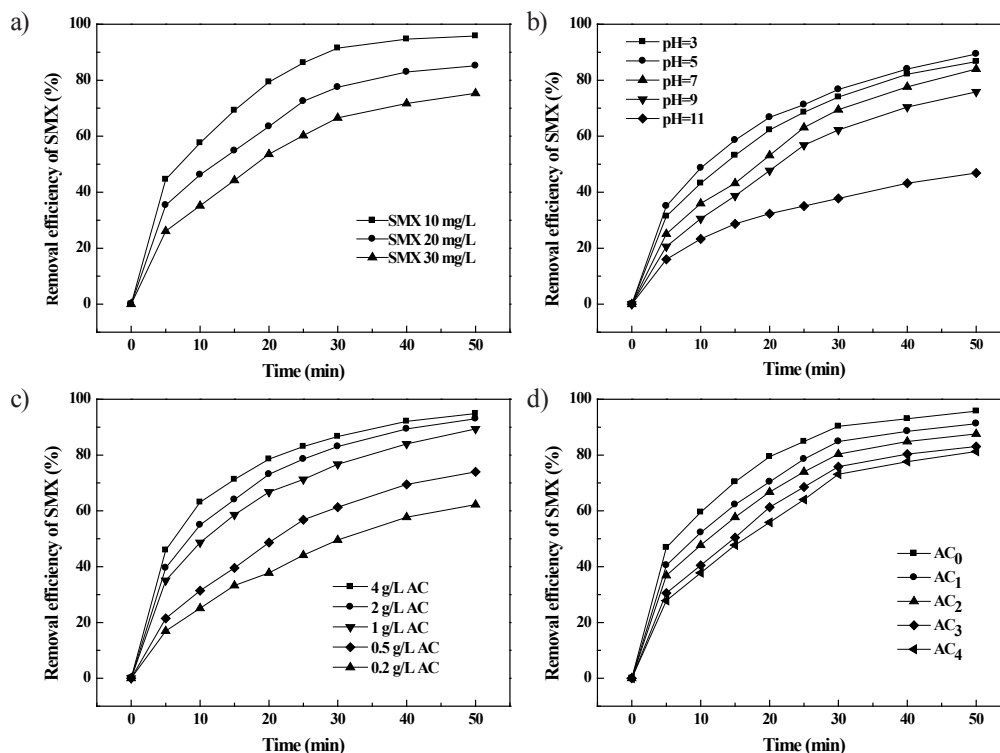 a)
Removal efficiency of SMX (%)
100
80
60
40
20
0
SMX 10 mg/L
SMX 20 mg/L
SMX 30 mg/L
0 10 20 30 40 50
Time (min)
b)
Removal efficiency of SMX (%)
100
80
60
40
20
0
pH=3
pH=5
pH=7
pH=9
pH=11
0 10 20 30 40 50
Time (min)
c)
Removal efficiency of SMX (%)
100
80
60
40
20
0
4 g/L AC
2 g/L AC
1 g/L AC
0.5 g/L AC
0.2 g/L AC
0 10 20 30 40 50
Time (min)
d)
Removal efficiency of SMX (%)
100
80
60
40
20
0
AC0
AC1
AC2
AC3
AC4
0 10 20 30 40 50
Time (min)